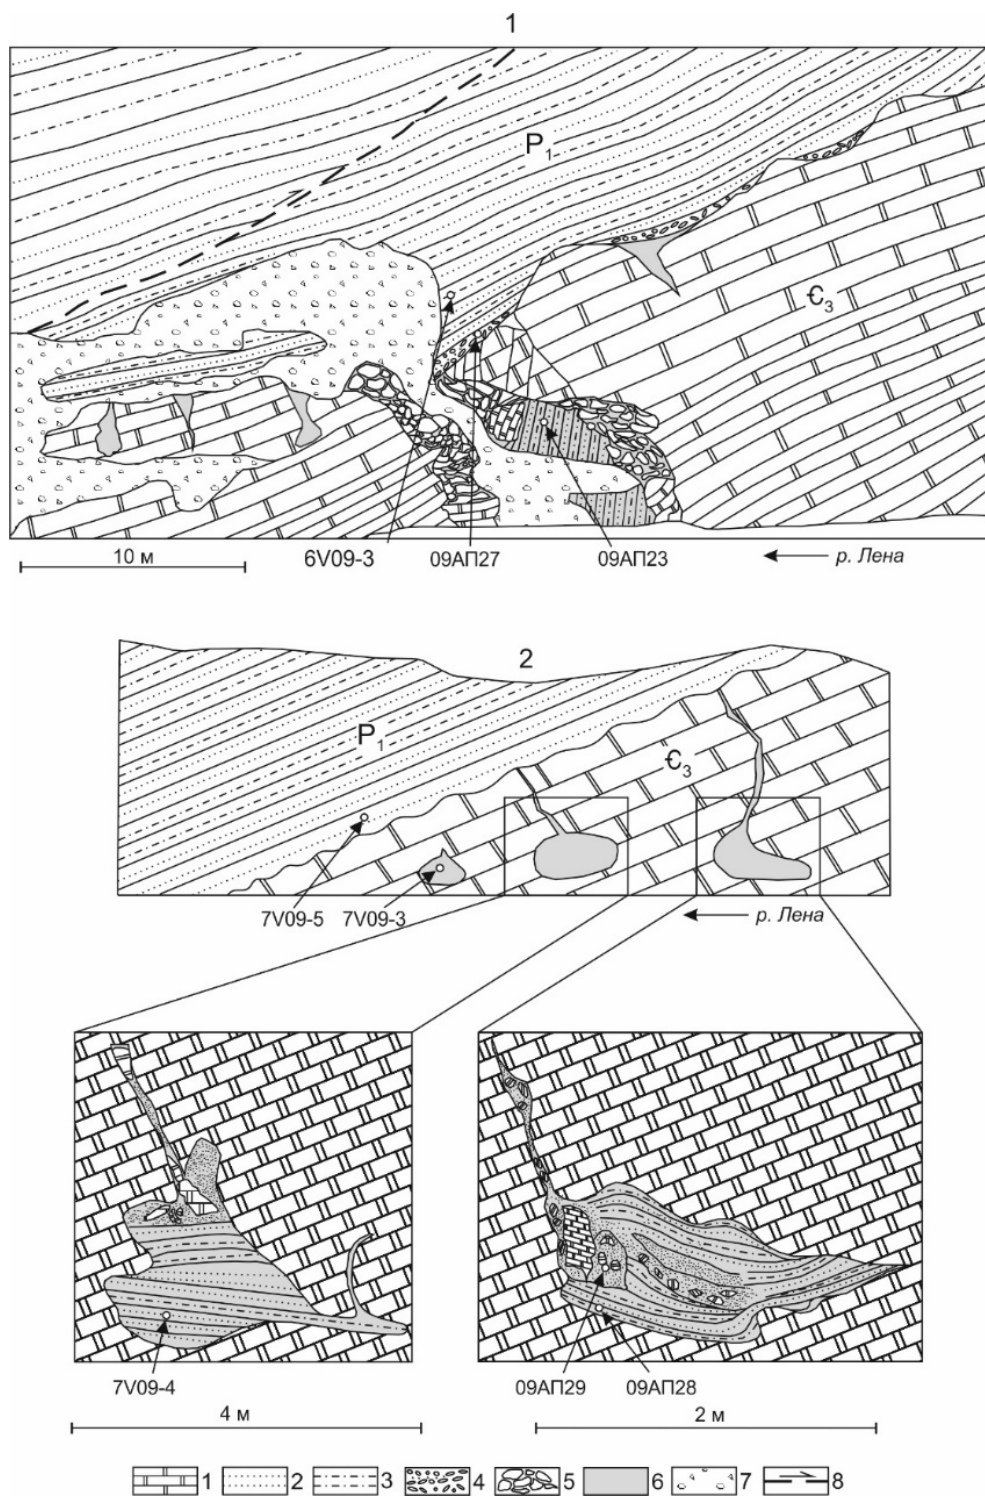 1
P₁
Є₃
10 м
6V09-3
09АП27
09АП23
р. Лена
2
P₁
Є₃
7V09-5
7V09-3
р. Лена
7V09-4
09АП29
09АП28
4 м
2 м
1 2 3 4 5 6 7 8